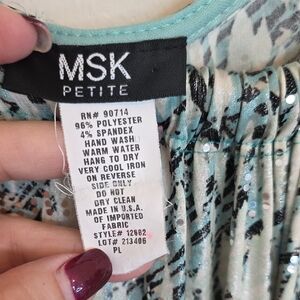 MSK
PETITE
RN# 90714
96% POLYESTER
4% SPANDEX
HAND WASH
WARM WATER
HANG TO DRY
VERY COOL IRON
ON REVERSE
SIDE ONLY
DO NOT
DRY CLEAN
MADE IN U.S.A.
OF IMPORTED
FABRIC
STYLE# 12662
LOT# 213406
PL